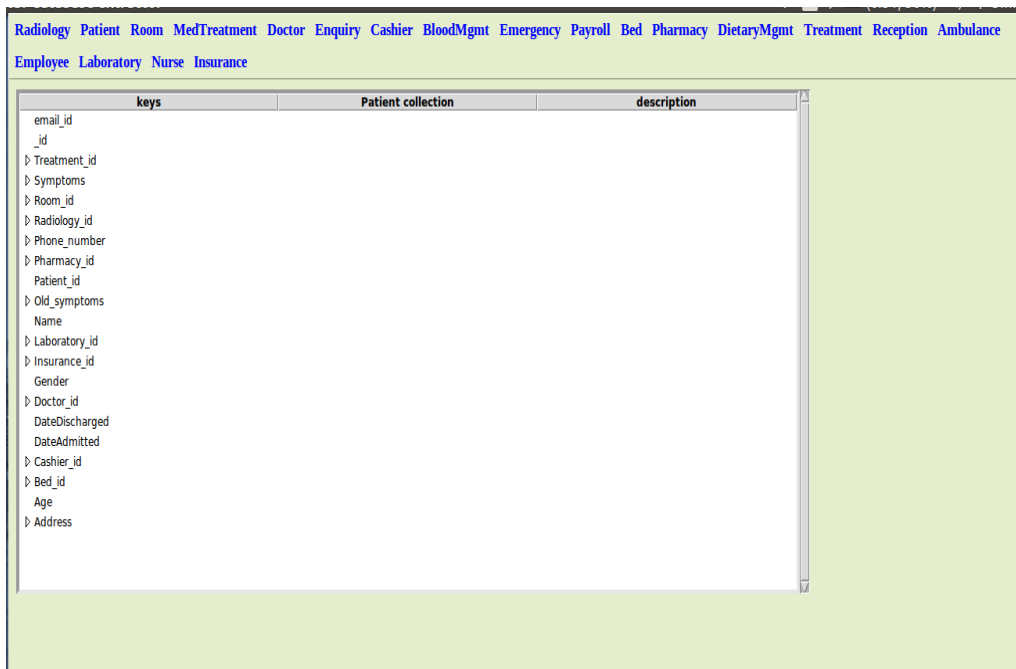 Radiology Patient Room MedTreatment Doctor Enquiry Cashier BloodMgmt Emergency Payroll Bed Pharmacy DietaryMgmt Treatment Reception Ambulance
Employee Laboratory Nurse Insurance
keys Patient collection description
email_id
_id
Treatment_id
Symptoms
Room_id
Radiology_id
Phone_number
Pharmacy_id
Patient_id
Old_symptoms
Name
Laboratory_id
Insurance_id
Gender
Doctor_id
DateDischarged
DateAdmitted
Cashier_id
Bed_id
Age
Address